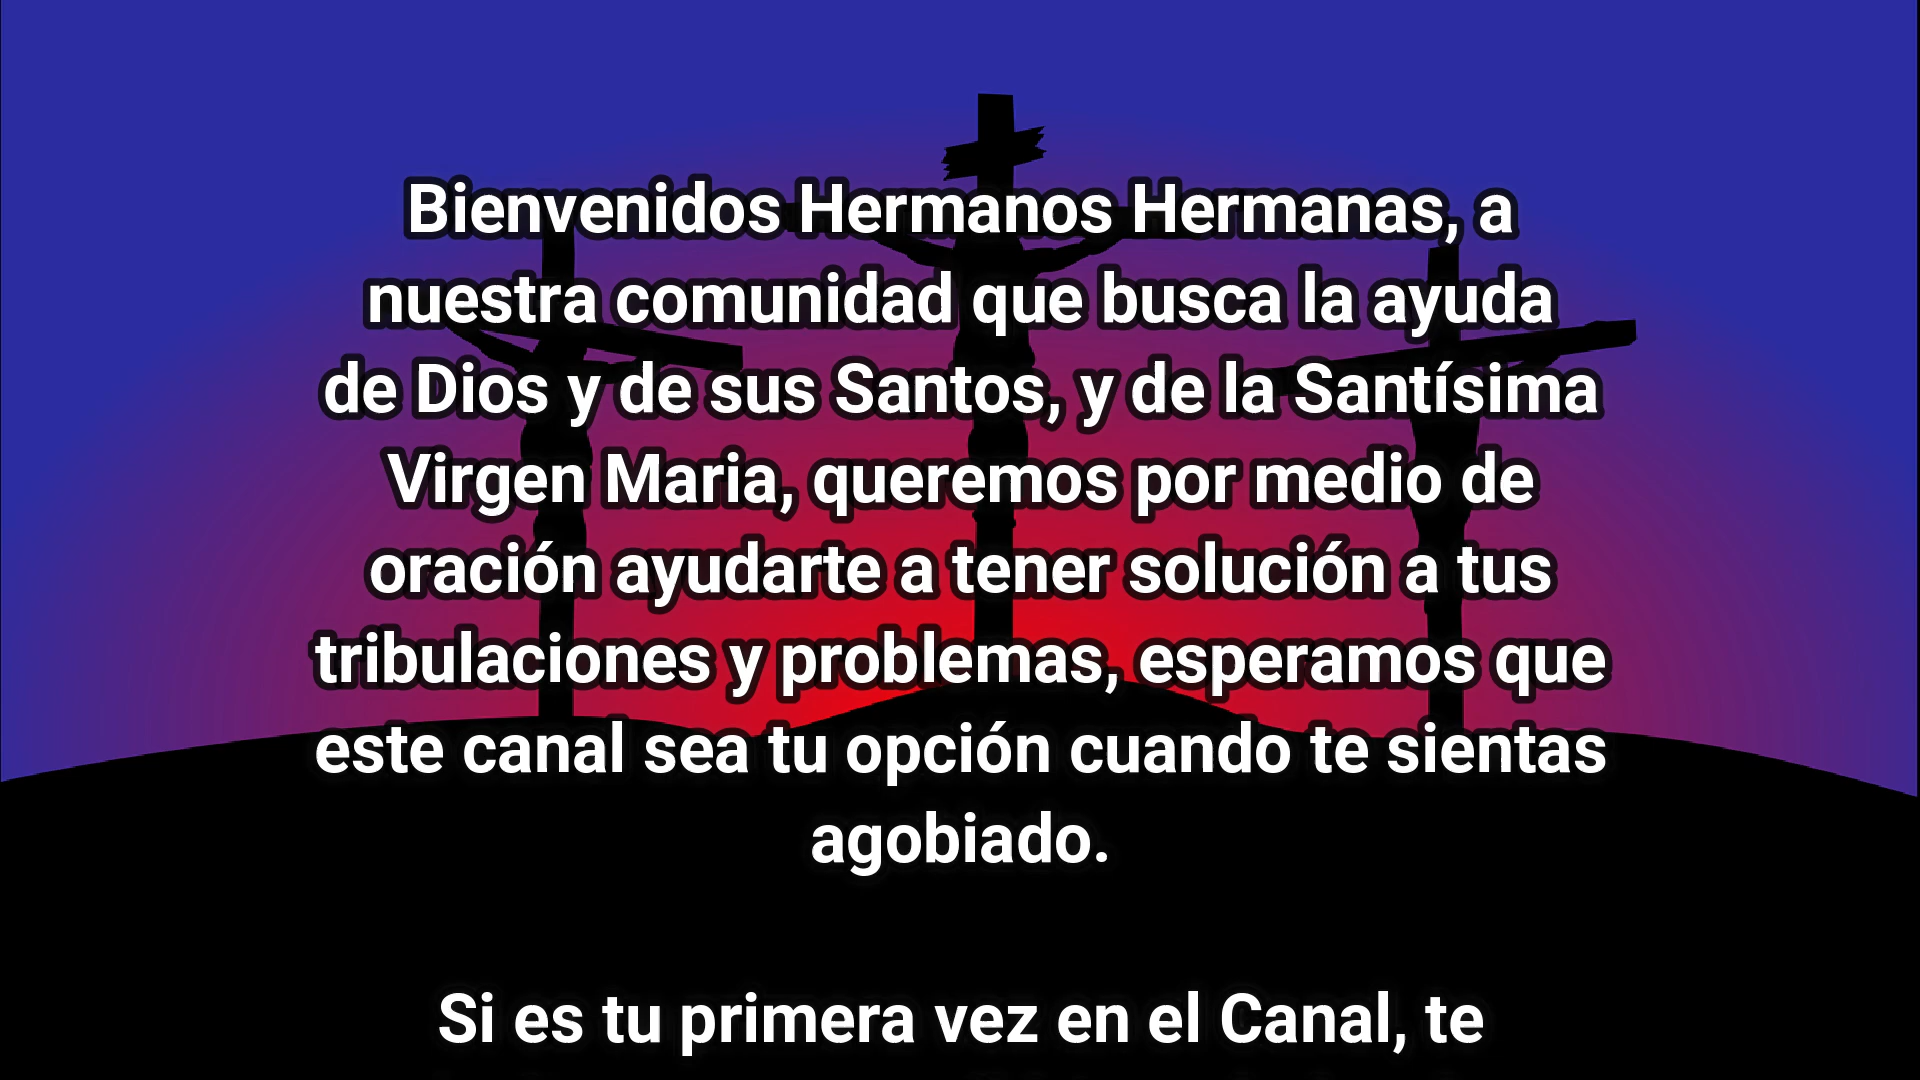 Bienvenidos Hermanos Hermanas, a
nuestra comunidad que busca la ayuda
de Dios y de sus Santos, y de la Santísima
Virgen Maria, queremos por medio de
oración ayudarte a tener solución a tus
tribulaciones y problemas, esperamos que
este canal sea tu opción cuando te sientas
agobiado.
Si es tu primera vez en el Canal, te